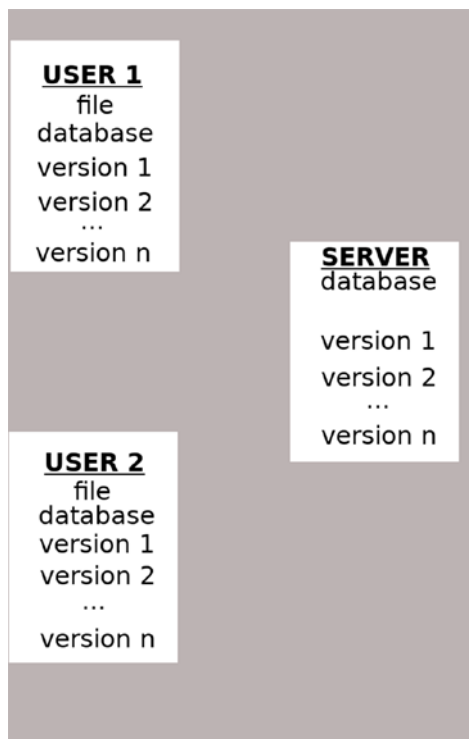 USER 1
file
database
version 1
version 2
...
version n
SERVER
database
version 1
version 2
...
version n
USER 2
file
database
version 1
version 2
...
version n